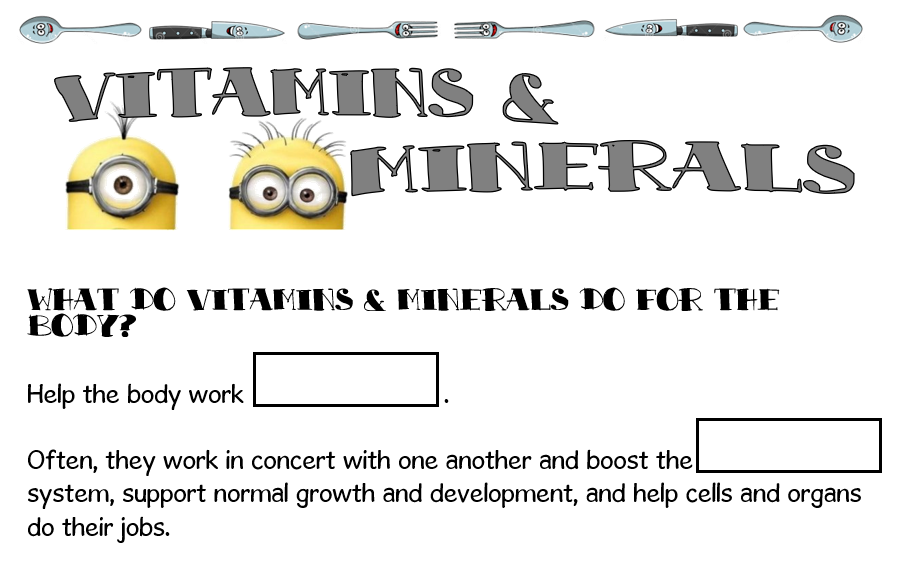 VITAMINS &
MINERALS
WHAT DO VITAMINS & MINERALS DO FOR THE
BODY?
Help the body work .
Often, they work in concert with one another and boost the
system, support normal growth and development, and help cells and organs
do their jobs.